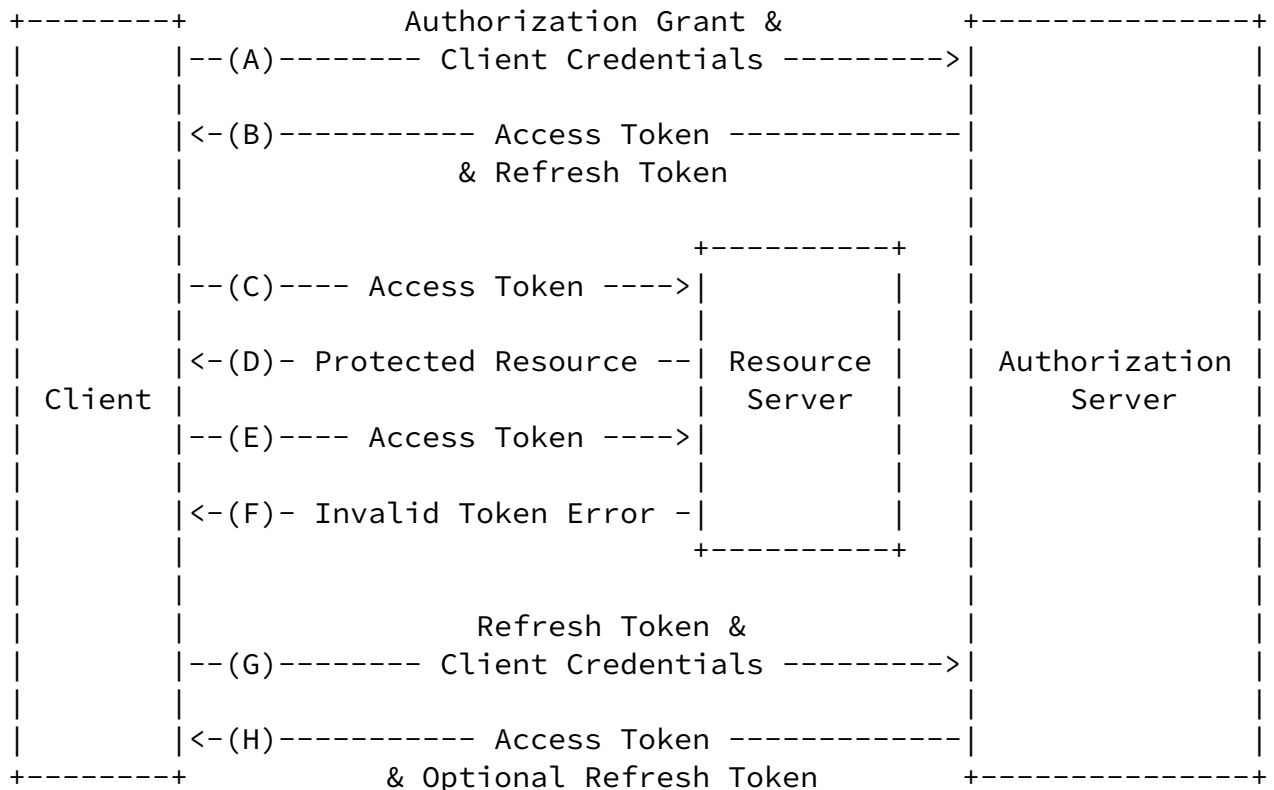 Authorization Grant &
--(A)-------- Client Credentials --------->
<-(B)----------- Access Token -------------
& Refresh Token
--(C)---- Access Token ---->
<-(D)- Protected Resource --| Resource | Authorization
Client | Server | Server
--(E)---- Access Token ---->
<-(F)- Invalid Token Error -
Refresh Token &
--(G)-------- Client Credentials --------->
<-(H)----------- Access Token -------------
& Optional Refresh Token